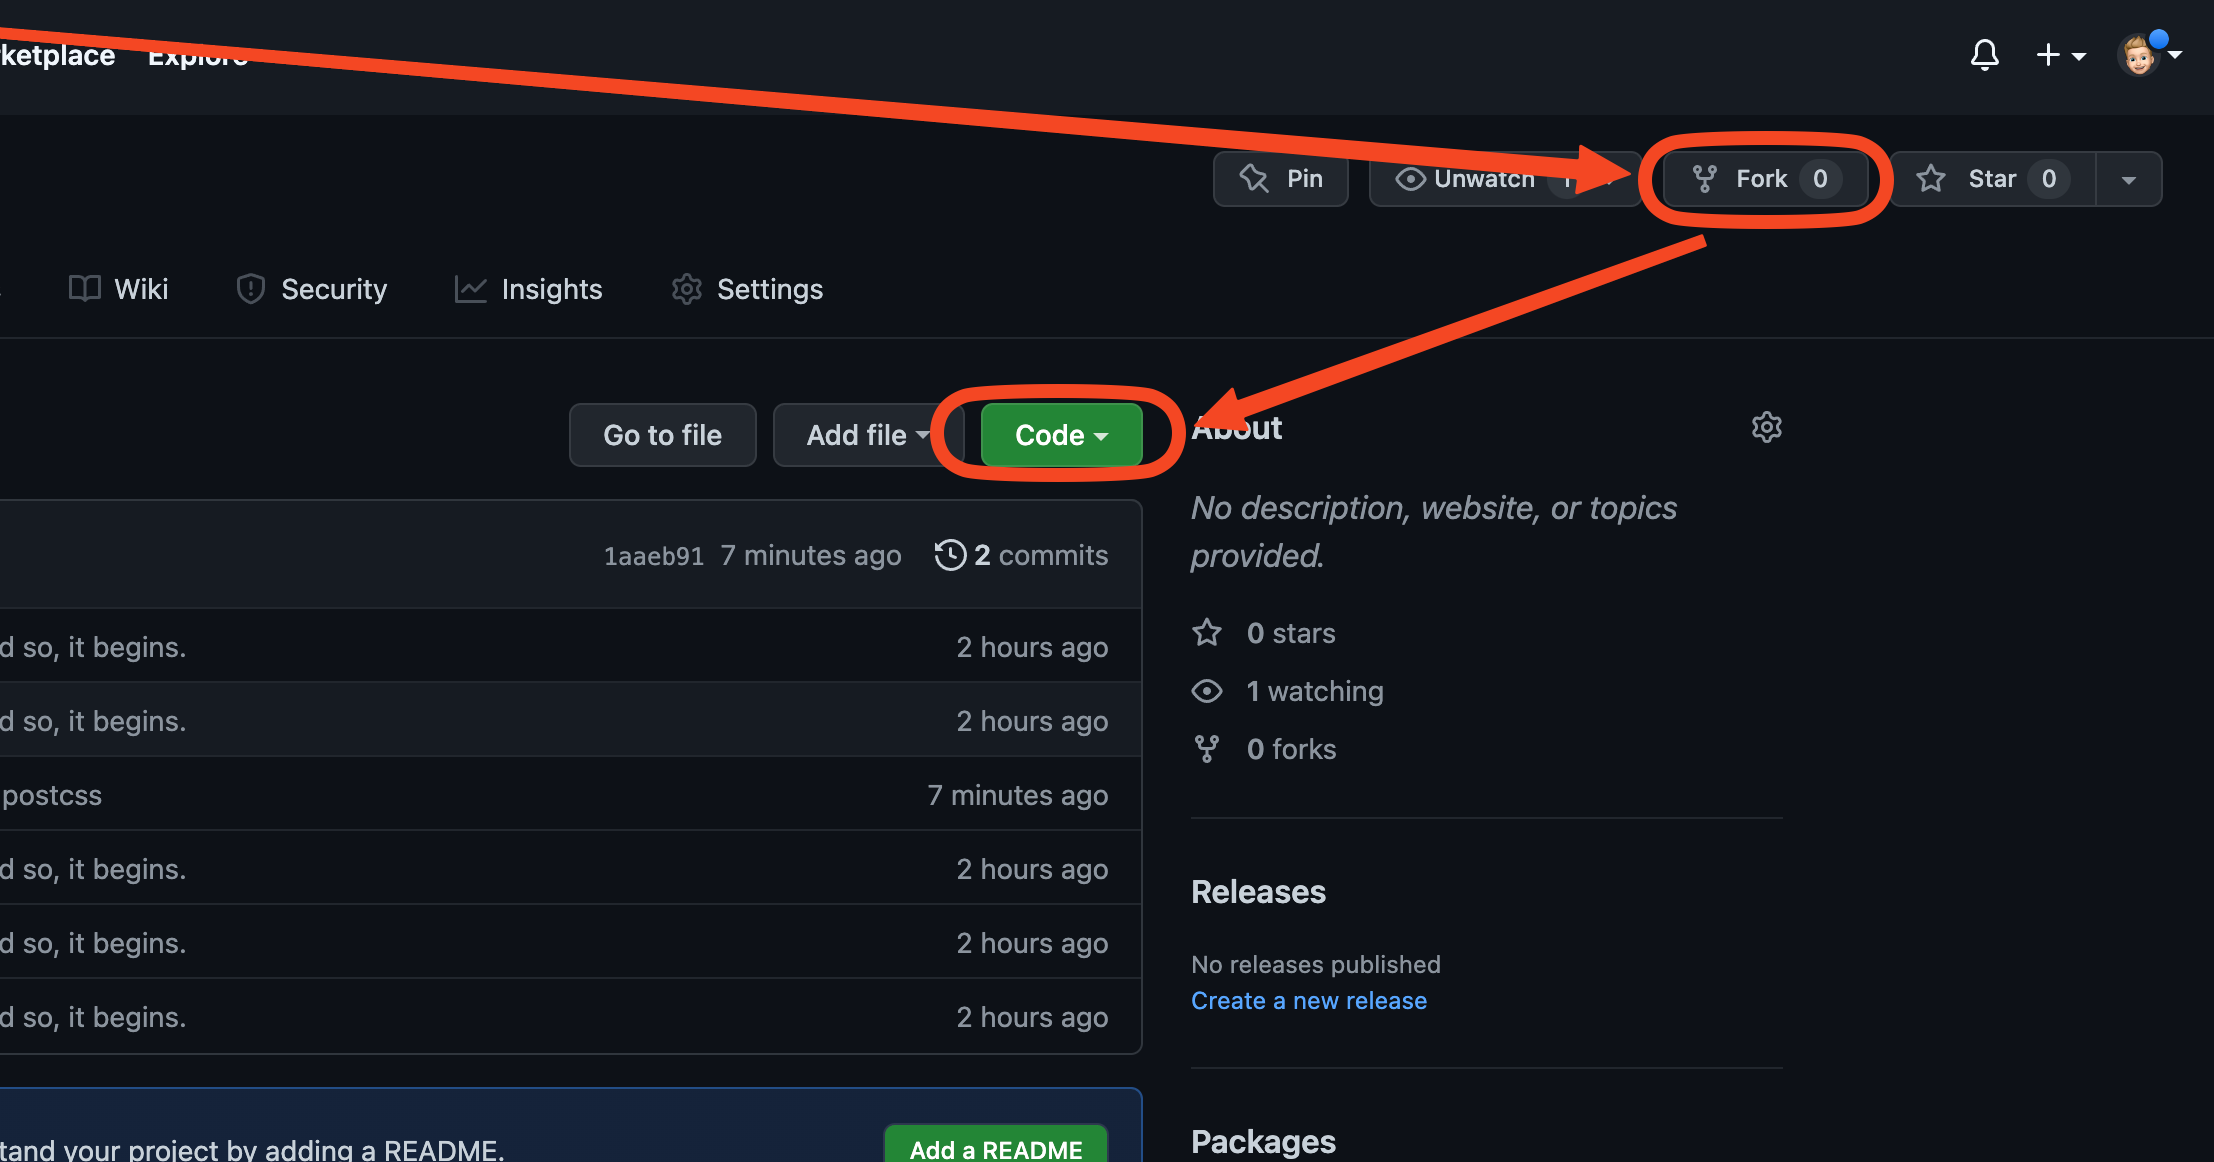 ketplace Explore
Pin
Unwatch 1
Fork 0
Star 0
Wiki
Security
Insights
Settings
Go to file
Add file
Code
About
No description, website, or topics
provided.
1aaeb91 7 minutes ago 2 commits
d so, it begins. 2 hours ago
d so, it begins. 2 hours ago
postcss 7 minutes ago
d so, it begins. 2 hours ago
d so, it begins. 2 hours ago
d so, it begins. 2 hours ago
0 stars
1 watching
0 forks
Releases
No releases published
Create a new release
Packages
tand your project by adding a README.
Add a README